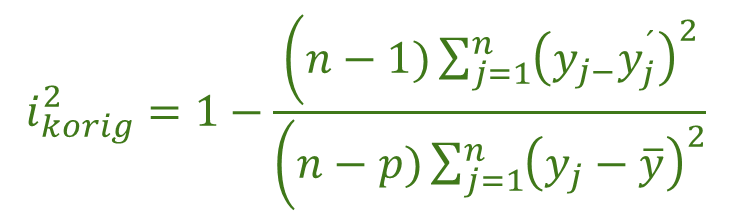 i²korig = 1 − ((n − 1) ∑ⁿj=1 (yj− y′j)² / ((n − p) ∑ⁿj=1 (yj − ȳ)²